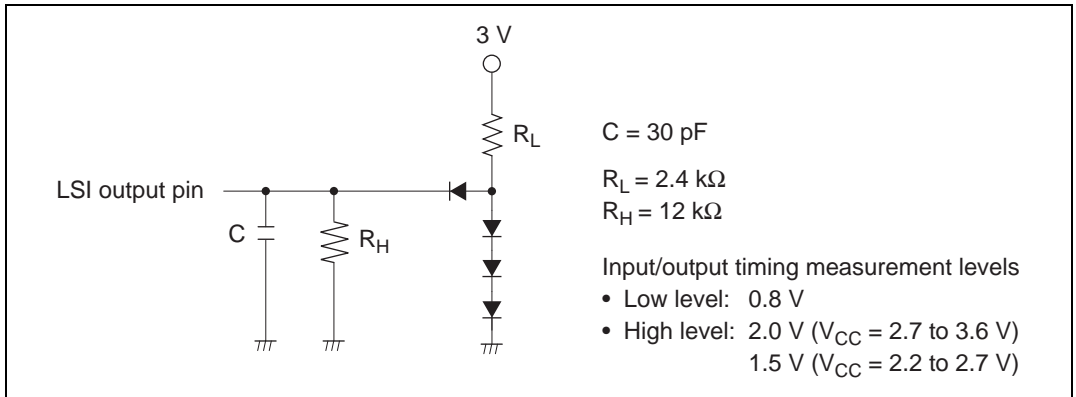 3 V
R_L
C = 30 pF
R_L = 2.4 kΩ
R_H = 12 kΩ
LSI output pin
C
R_H
Input/output timing measurement levels
• Low level: 0.8 V
• High level: 2.0 V (V_CC = 2.7 to 3.6 V)
1.5 V (V_CC = 2.2 to 2.7 V)